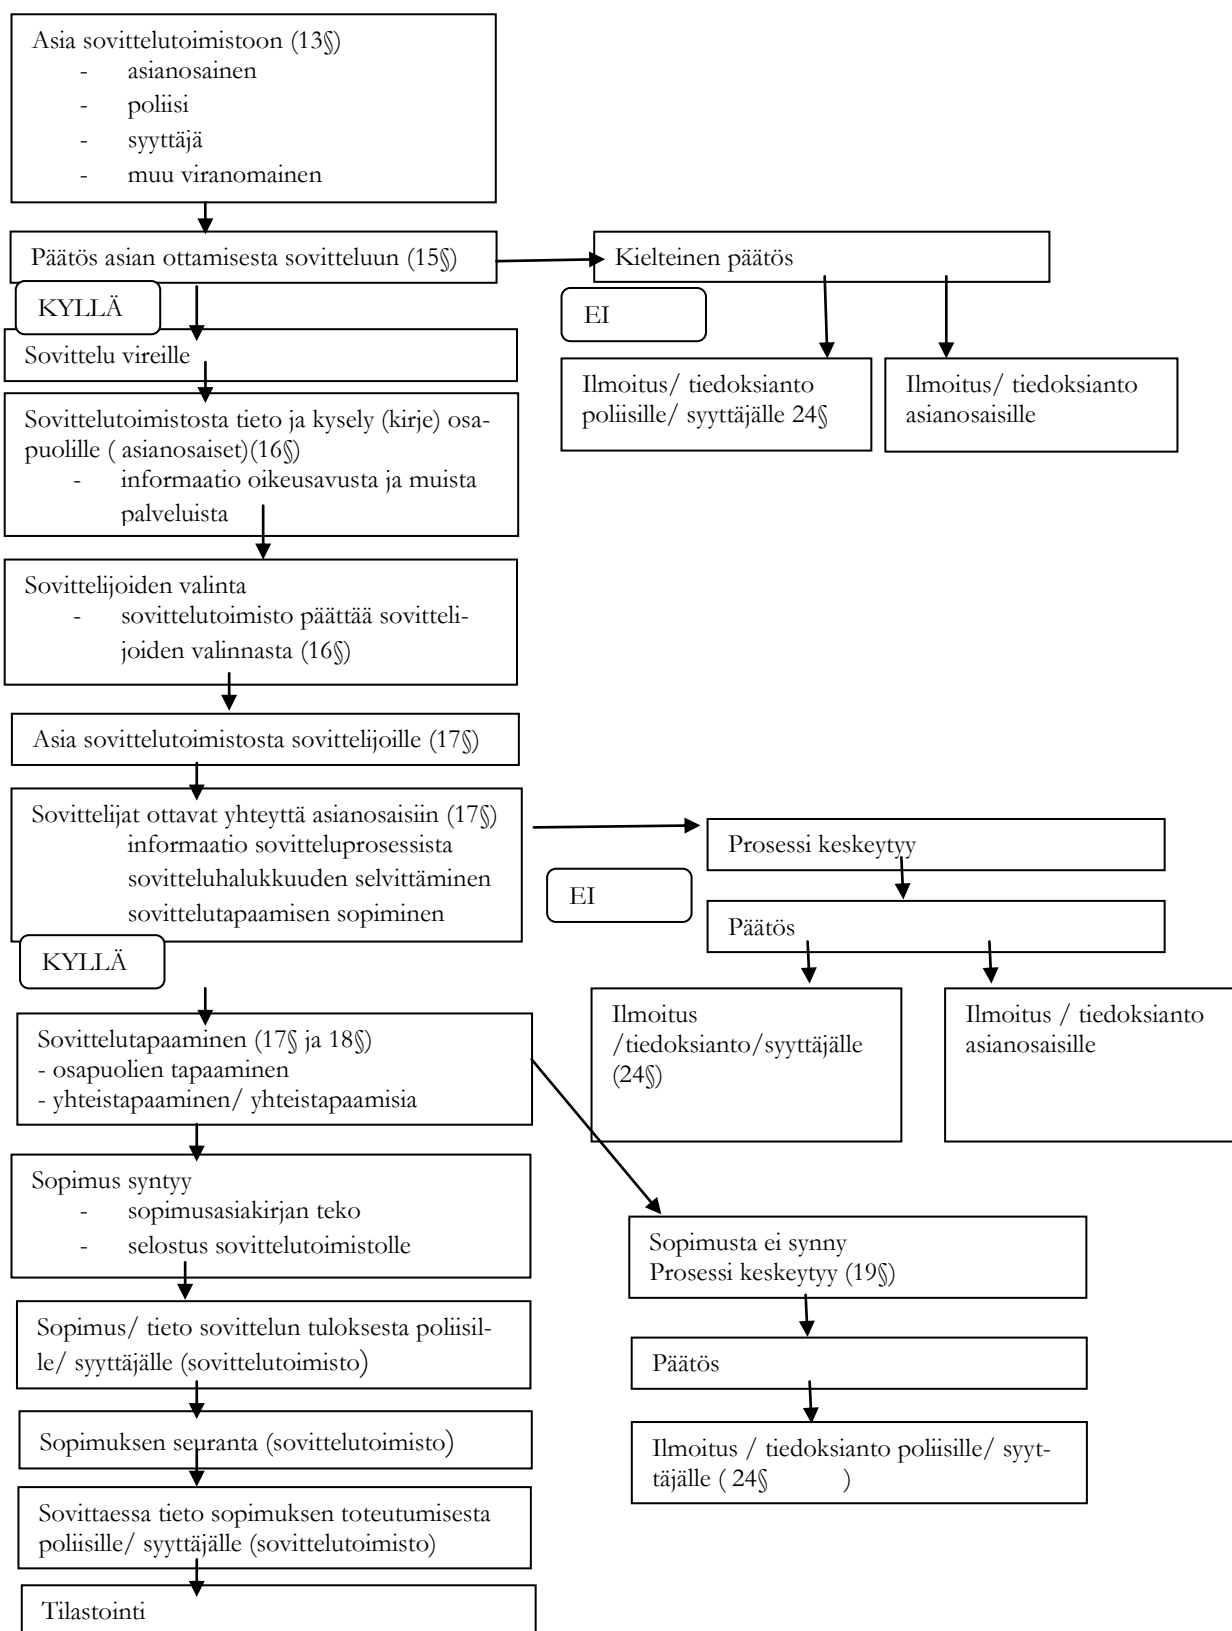 Asia sovittelutoimistoon (13§)
- asianosainen
- poliisi
- syyttäjä
- muu viranomainen
Päätös asian ottamisesta sovitteluun (15§)
Kielteinen päätös
KYLLÄ
EI
Sovittelu vireille
Ilmoitus/ tiedoksianto
poliisille/ syyttäjälle 24§
Ilmoitus/ tiedoksianto
asianosaisille
Sovittelutoimistosta tieto ja kysely (kirje) osa-
puolille ( asianosaiset)(16§)
- informaatio oikeusavusta ja muista
palveluista
Sovittelijoiden valinta
- sovittelutoimisto päättää sovitteli-
joiden valinnasta (16§)
Asia sovittelutoimistosta sovittelijoille (17§)
Sovittelijat ottavat yhteyttä asianosaisiin (17§)
informaatio sovitteluprosessista
sovitteluhalukkuuden selvittäminen
sovittelutapaamisen sopiminen
Prosessi keskeytyy
EI
Päätös
KYLLÄ
Ilmoitus
/tiedoksianto/syyttäjälle
(24§)
Ilmoitus / tiedoksianto
asianosaisille
Sovittelutapaaminen (17§ ja 18§)
- osapuolien tapaaminen
- yhteistapaaminen/ yhteistapaamisia
Sopimus syntyy
- sopimusasiakirjan teko
- selostus sovittelutoimistolle
Sopimusta ei synny
Prosessi keskeytyy (19§)
Sopimus/ tieto sovittelun tuloksesta poliisil-
le/ syyttäjälle (sovittelutoimisto)
Päätös
Sopimuksen seuranta (sovittelutoimisto)
Ilmoitus / tiedoksianto poliisille/ syyt-
täjälle ( 24§ )
Sovittaessa tieto sopimuksen toteutumisesta
poliisille/ syyttäjälle (sovittelutoimisto)
Tilastointi